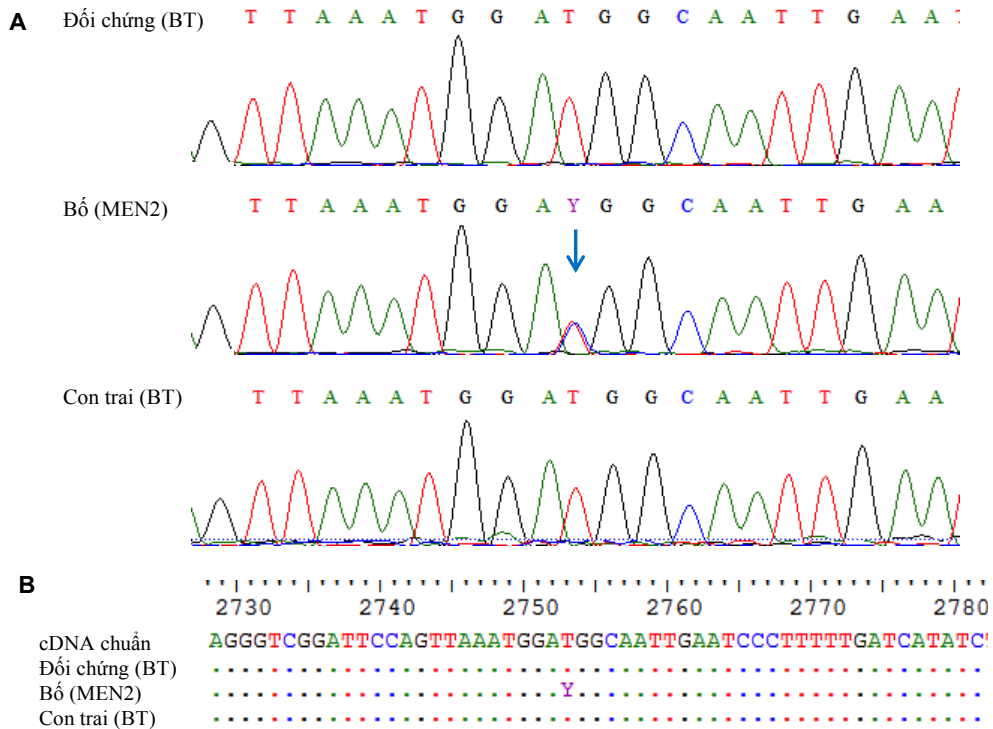 A
Đối chứng (BT)
T T A A A T G G A T G G C A A T T G A A T
Bố (MEN2)
T T A A A T G G A Y G G C A A T T G A A
Con trai (BT)
T T A A A T G G A T G G C A A T T G A A
B
2730 2740 2750 2760 2770 2780
cDNA chuẩn AGGGTCGGATTCCAGTTAAATGGATGGCAATTGAATCCCTTTTTGATCATATCT
Đối chứng (BT)
Bố (MEN2) Y
Con trai (BT)